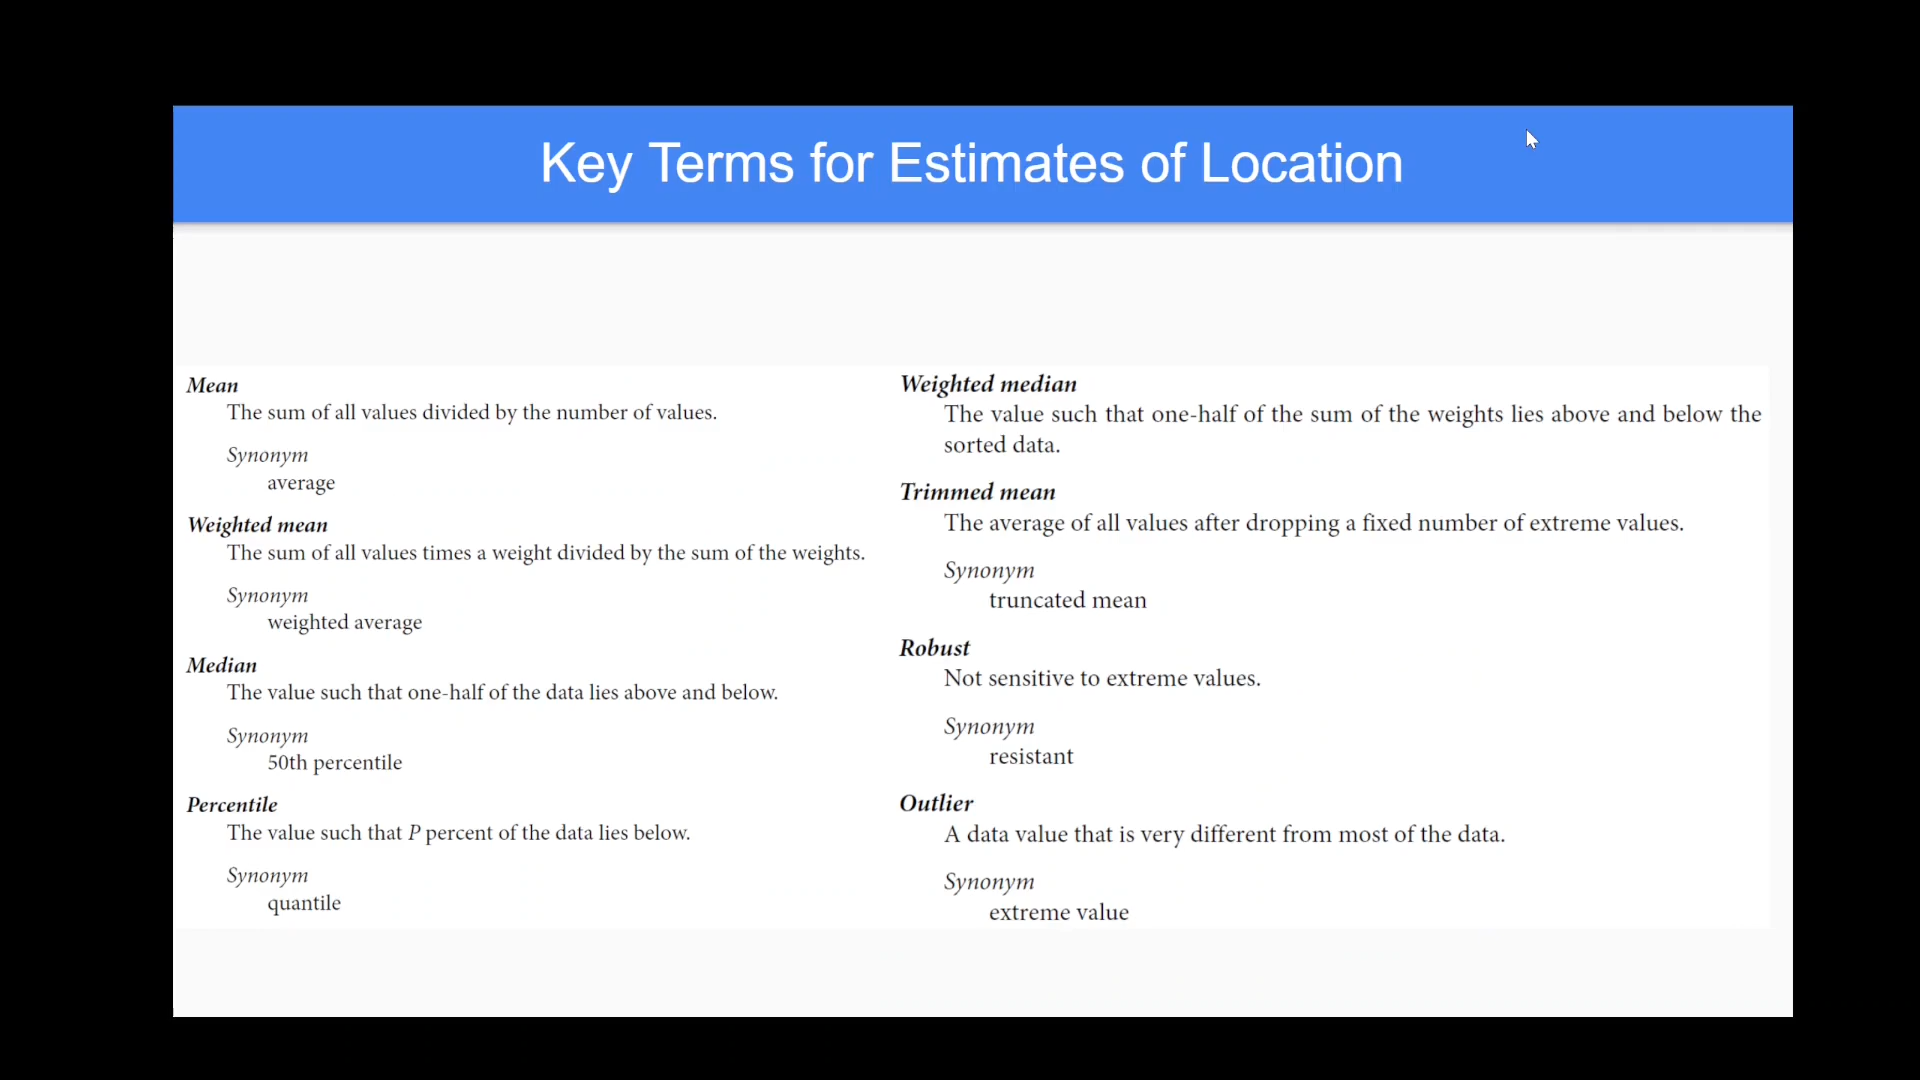 Key Terms for Estimates of Location
Mean
The sum of all values divided by the number of values.
Synonym
average
Weighted mean
The sum of all values times a weight divided by the sum of the weights.
Synonym
weighted average
Median
The value such that one-half of the data lies above and below.
Synonym
50th percentile
Percentile
The value such that P percent of the data lies below.
Synonym
quantile
Weighted median
The value such that one-half of the sum of the weights lies above and below the
sorted data.
Trimmed mean
The average of all values after dropping a fixed number of extreme values.
Synonym
truncated mean
Robust
Not sensitive to extreme values.
Synonym
resistant
Outlier
A data value that is very different from most of the data.
Synonym
extreme value